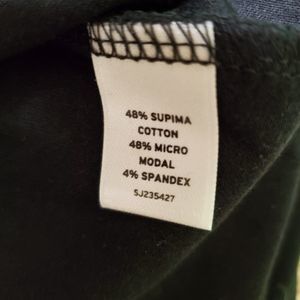 48% SUPIMA
COTTON
48% MICRO
MODAL
4% SPANDEX
SJ235427